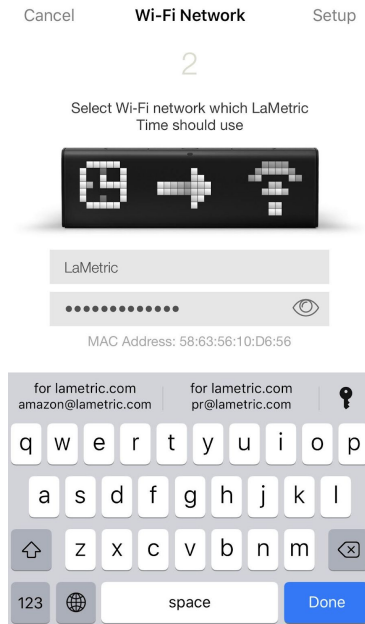 Cancel Wi-Fi Network Setup
2
Select Wi-Fi network which LaMetric
Time should use
LaMetric
•••••••••••••
MAC Address: 58:63:56:10:D6:56
for lametric.com for lametric.com
amazon@lametric.com pr@lametric.com
q w e r t y u i o p
a s d f g h j k l
z x c v b n m
123 space Done